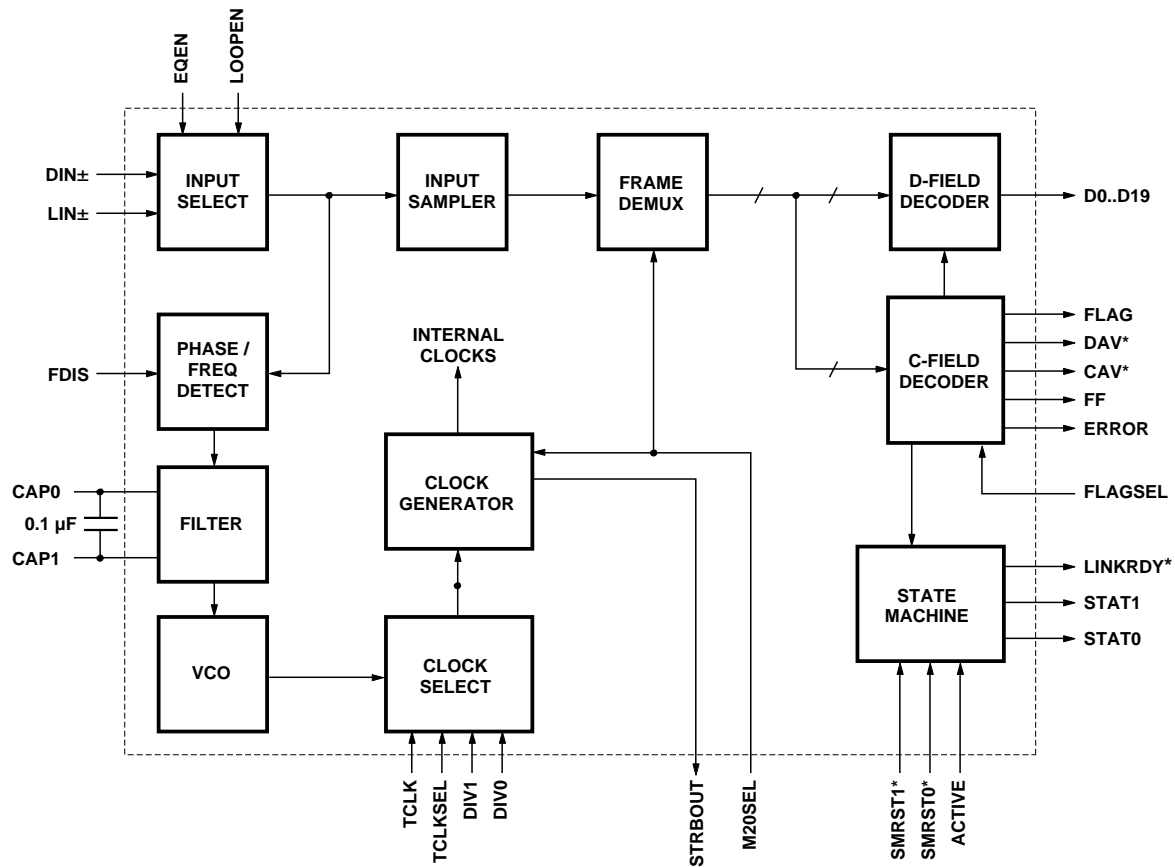 EQEN
LOOPEN
DIN±
LIN±
INPUT
SELECT
INPUT
SAMPLER
FRAME
DEMUX
D-FIELD
DECODER
D0..D19
FDIS
PHASE /
FREQ
DETECT
INTERNAL
CLOCKS
C-FIELD
DECODER
FLAG
DAV*
CAV*
FF
ERROR
FLAGSEL
CAP0
0.1 µF
CAP1
FILTER
CLOCK
GENERATOR
STATE
MACHINE
LINKRDY*
STAT1
STAT0
VCO
CLOCK
SELECT
TCLK
TCLKSEL
DIV1
DIV0
STRBOUT
M20SEL
SMRST1*
SMRST0*
ACTIVE